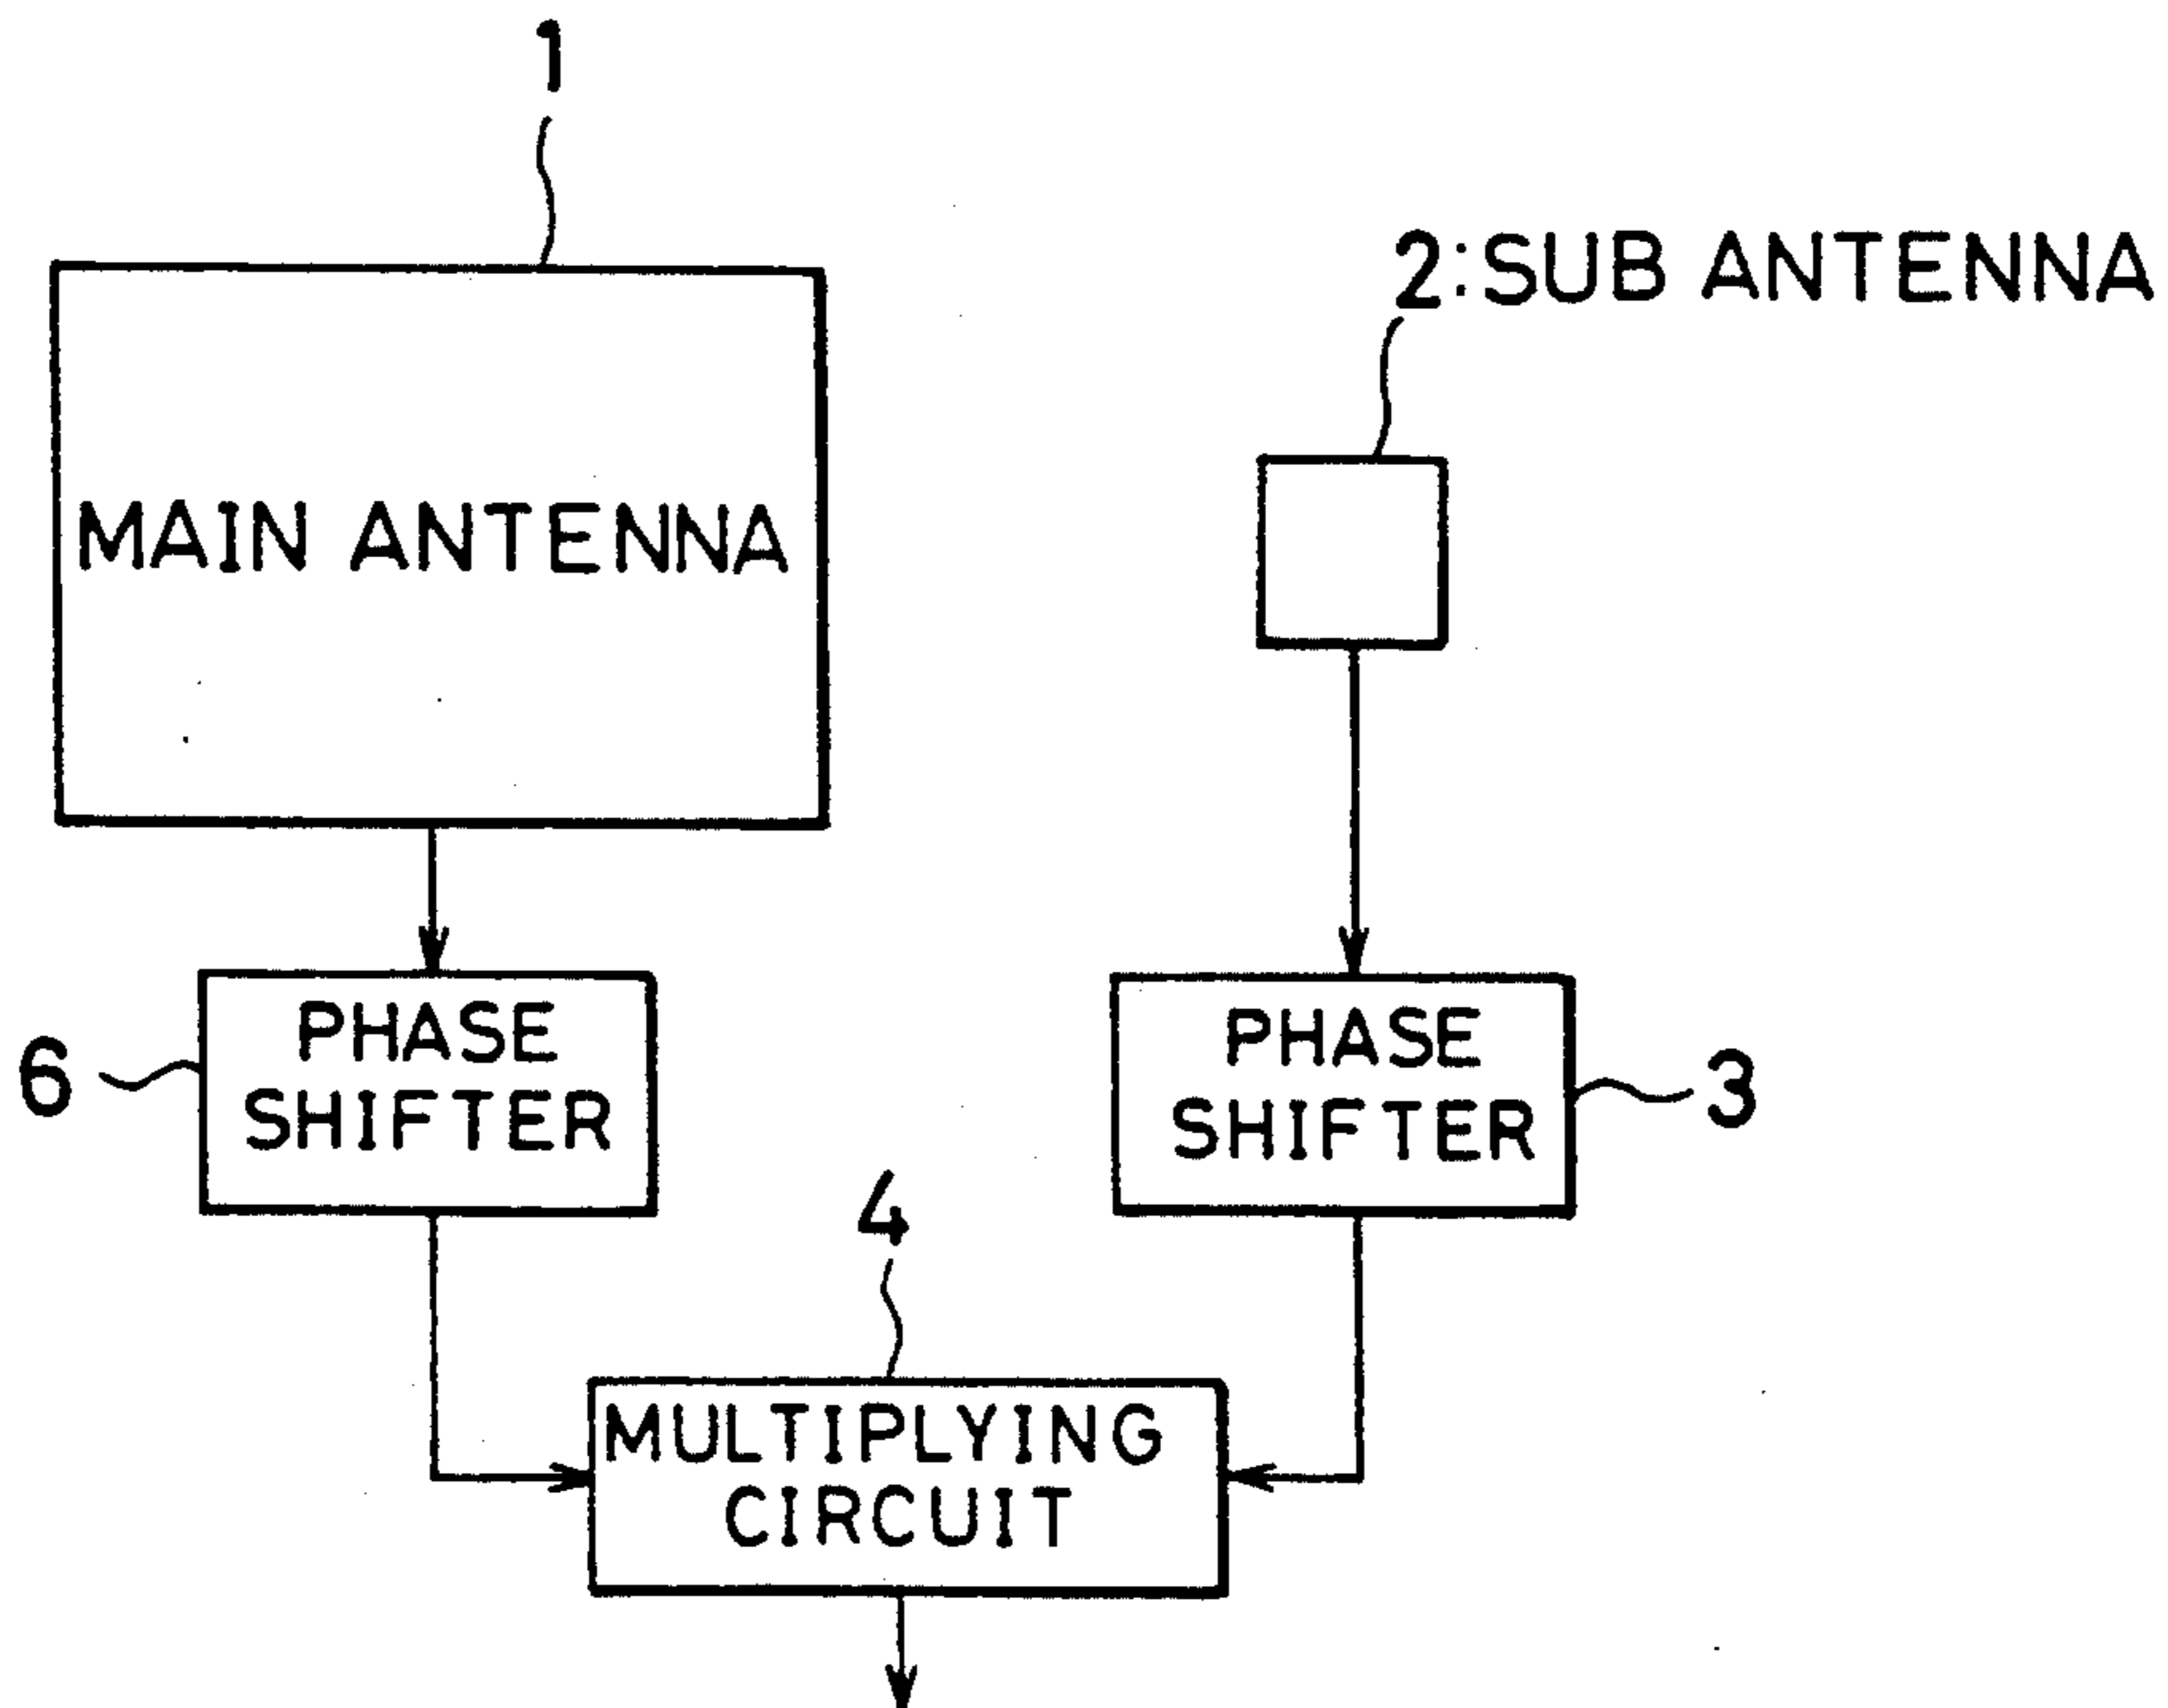 1
2:SUB ANTENNA
MAIN ANTENNA
PHASE
SHIFTER
6
PHASE
SHIFTER
3
4
MULTIPLYING
CIRCUIT